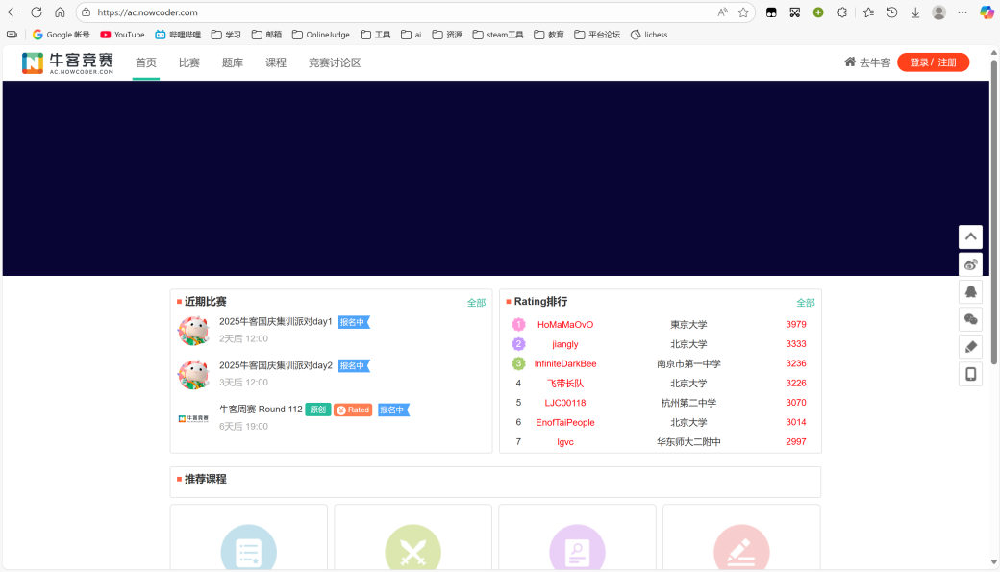 https://ac.nowcoder.com
Google 帐号 YouTube 哔哩哔哩 学习 邮箱 OnlineJudge 工具 ai 资源 steam工具 教育 平台论坛 lichess
牛客竞赛 首页 比赛 题库 课程 竞赛讨论区 去牛客 登录 / 注册
AC.NOWCODER.COM
近期比赛 全部
2025牛客国庆集训派对day1 报名中
2天后 12:00
2025牛客国庆集训派对day2 报名中
3天后 12:00
牛客竞赛
牛客周赛 Round 112 原创 Rated 报名中
6天后 19:00
Rating排行 全部
1 HoMaMaOvO 東京大学 3979
2 jiangly 北京大学 3333
3 InfiniteDarkBee 南京市第一中学 3236
4 飞带长队 北京大学 3226
5 LJC00118 杭州第二中学 3070
6 EnofTaiPeople 北京大学 3014
7 lgvc 华东师大二附中 2997
推荐课程